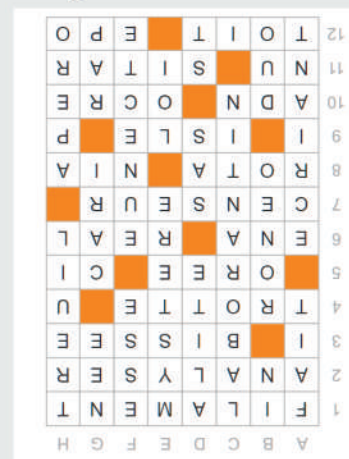 A B C D E F G H
1 F I L A M E N T
2 A N A L Y S E R
3 I B I S S E E
4 T R O T T E U
5 O R E E C I
6 E N A R E A L
7 C E N S E U R
8 R O T A N I A
9 I I S L E P
10 A D N O C R E
11 N U S I T A R
12 T O I T E P O